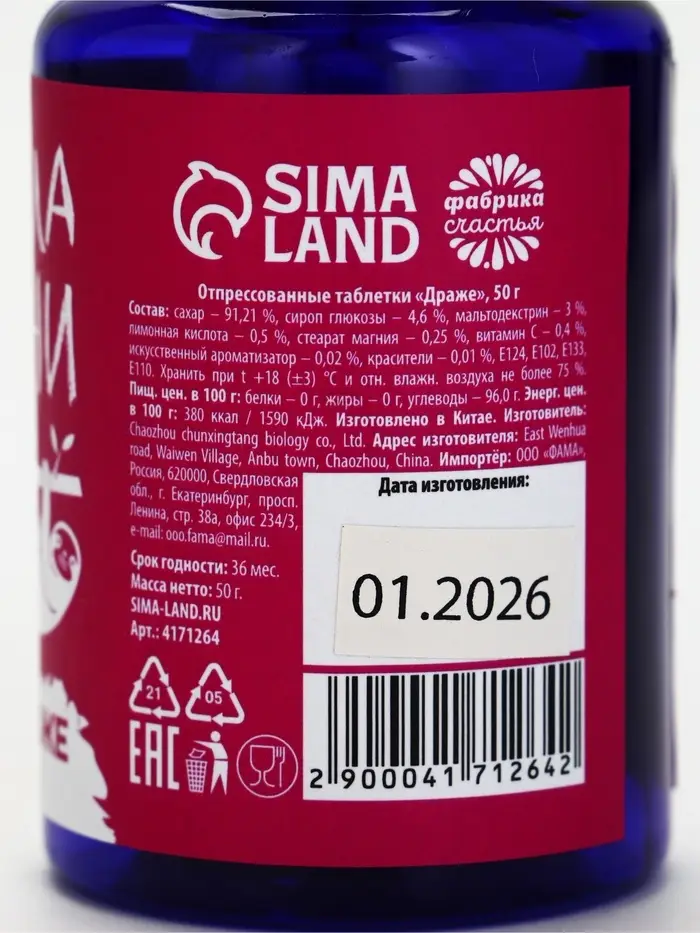 SIMA
LAND
фабрика
счастья
Отпрессованные таблетки «Драже», 50 г
Состав: сахар – 91,21 %, сироп глюкозы – 4,6 %, мальтодекстрин – 3 %,
лимонная кислота – 0,5 %, стеарат магния – 0,25 %, витамин С – 0,4 %,
искусственный ароматизатор – 0,02 %, красители – 0,01 %, Е124, Е102, Е133,
Е110. Хранить при t +18 (±3) °С и отн. влажн. воздуха не более 75 %.
Пищ. цен. в 100 г: белки – 0 г, жиры – 0 г, углеводы – 96,0 г. Энерг. цен.
в 100 г: 380 ккал / 1590 кДж. Изготовлено в Китае. Изготовитель:
Chaozhou chunxingtang biology co., Ltd. Адрес изготовителя: East Wenhua
road, Waiwen Village, Anbu town, Chaozhou, China. Импортёр: ООО «ФАМА»,
Россия, 620000, Свердловская
обл., г. Екатеринбург, просп.
Ленина, стр. 38а, офис 234/3,
e-mail: ooo.fama@mail.ru.
Срок годности: 36 мес.
Масса нетто: 50 г.
SIMA-LAND.RU
Арт.: 4171264
Дата изготовления:
01.2026
21
05
EAC
2 900041 712642